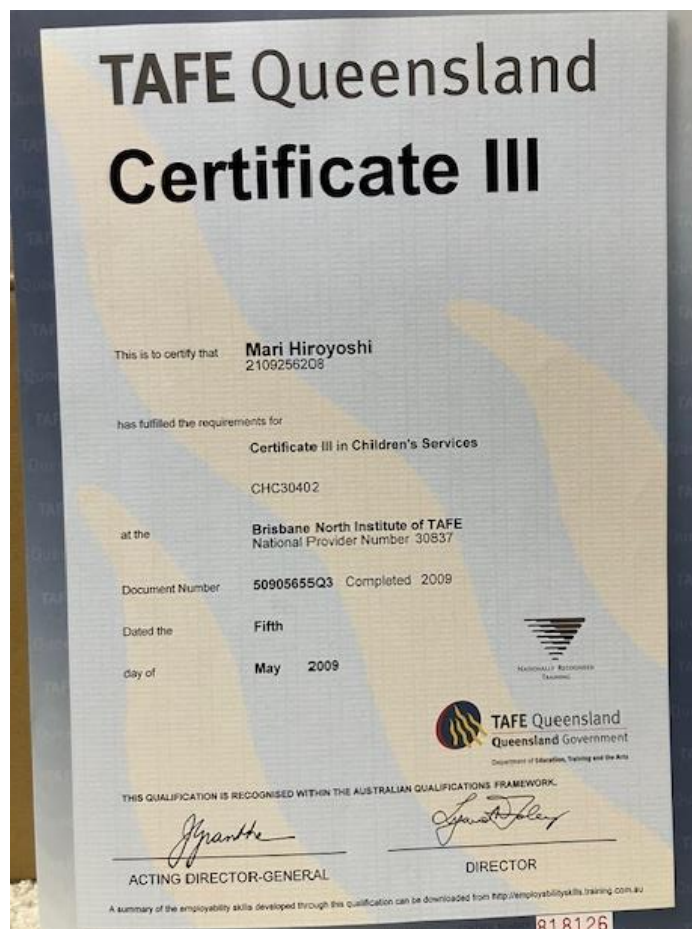 TAFE Queensland
Certificate III
This is to certify that Mari Hiroyoshi
2109256208
has fulfilled the requirements for
Certificate III in Children's Services
CHC30402
at the Brisbane North Institute of TAFE
National Provider Number 30837
Document Number 50905655Q3 Completed 2009
Dated the Fifth
day of May 2009
NATIONALLY RECOGNISED
TRAINING
TAFE Queensland
Queensland Government
Department of Education, Training and the Arts
THIS QUALIFICATION IS RECOGNISED WITHIN THE AUSTRALIAN QUALIFICATIONS FRAMEWORK.
ACTING DIRECTOR-GENERAL
DIRECTOR
A summary of the employability skills developed through this qualification can be downloaded from http://employabilityskills.training.com.au
818126